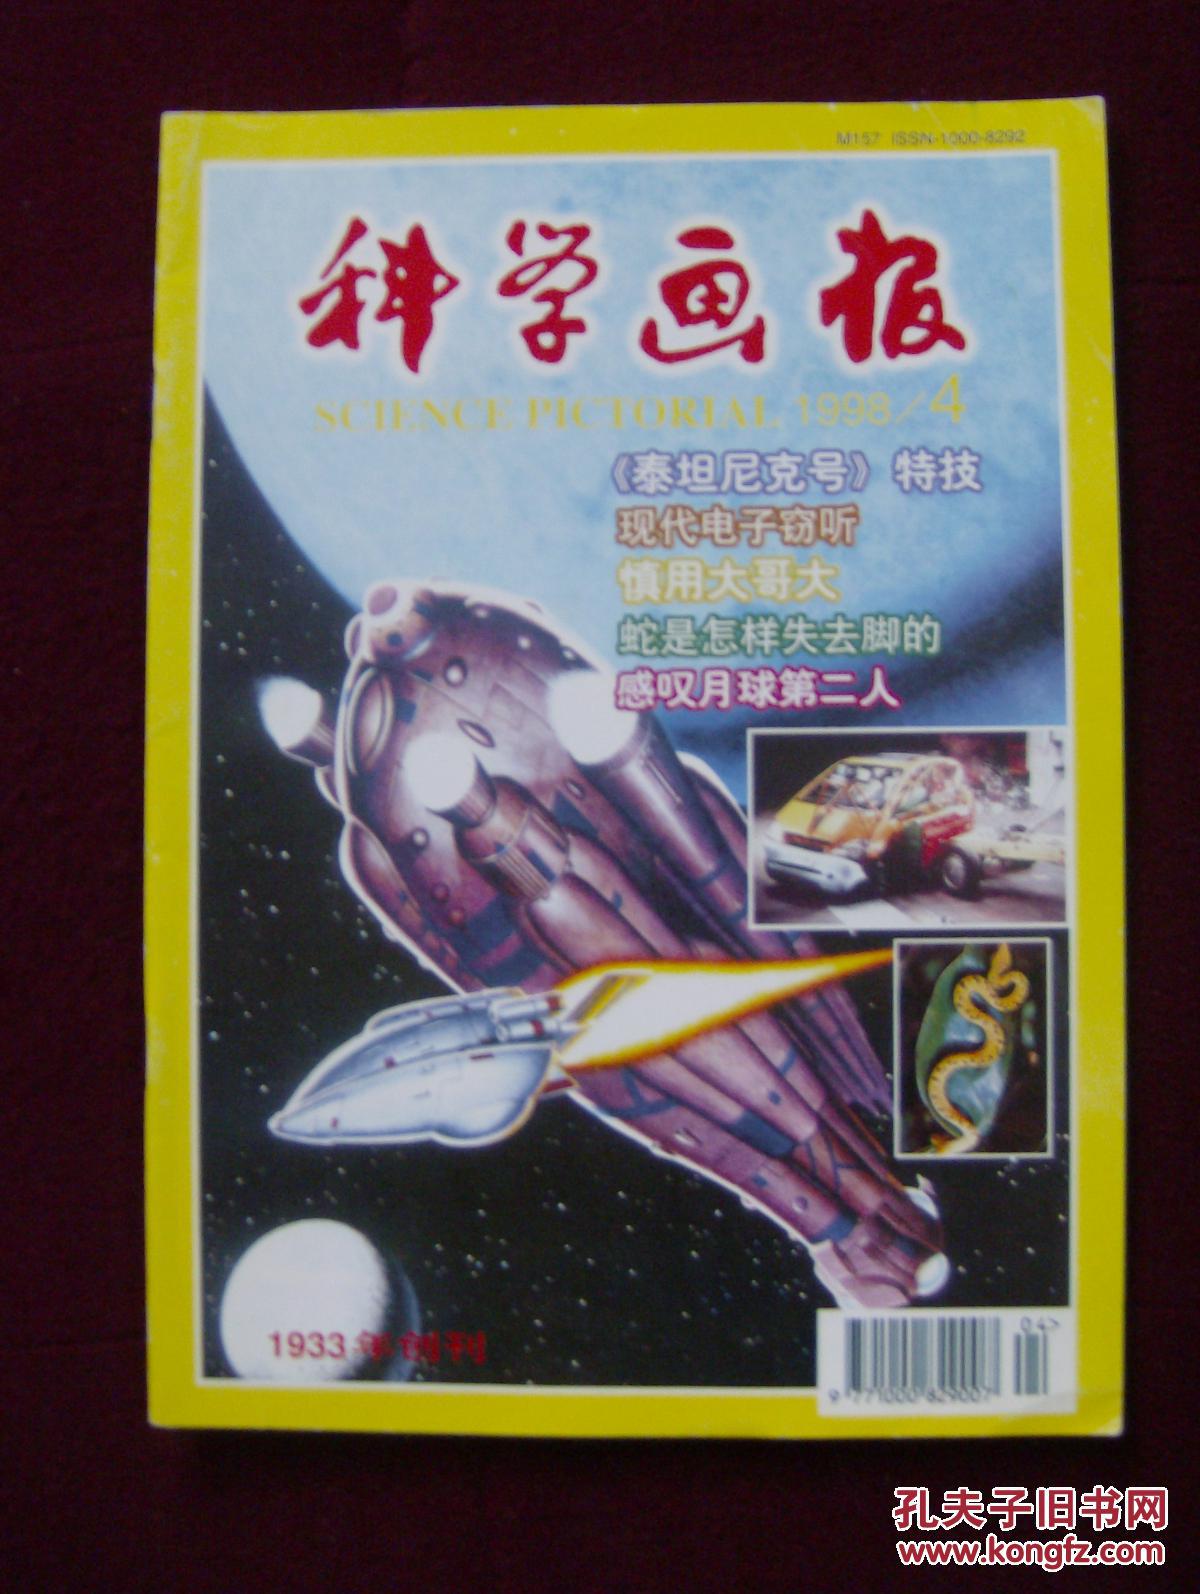 M157 ISSN-1000-8292
科学画报
SCIENCE PICTORIAL 1998/4
《泰坦尼克号》特技
现代电子窃听
慎用大哥大
蛇是怎样失去脚的
感叹月球第二人
1933年创刊
04>
9 771000 829007
孔夫子旧书网
www.kongfz.com